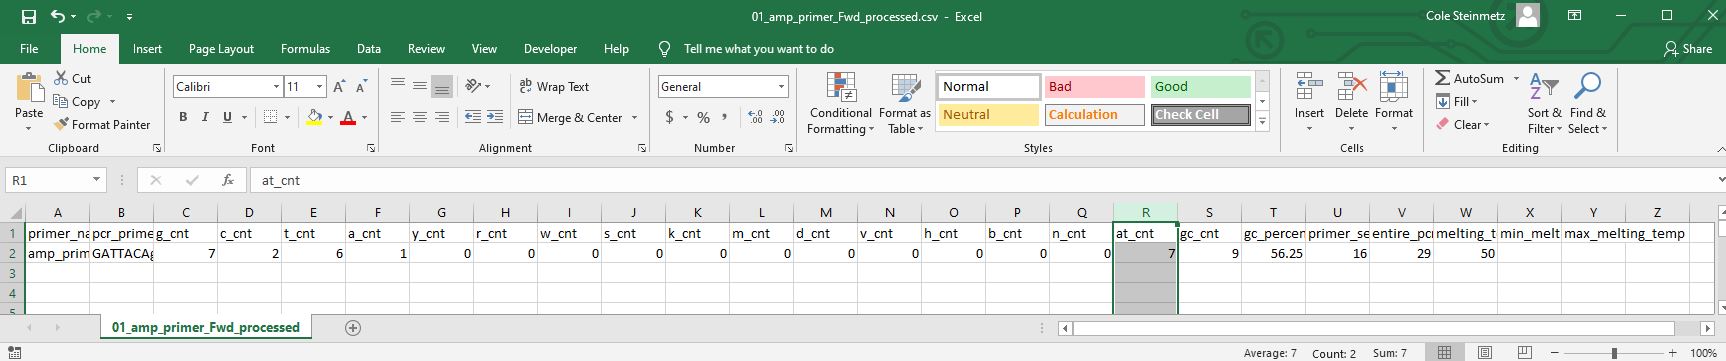 01_amp_primer_Fwd_processed.csv - Excel
Cole Steinmetz
File Home Insert Page Layout Formulas Data Review View Developer Help Tell me what you want to do Share
Cut
Copy
Format Painter
Paste
Clipboard
Calibri 11 A A
B I U A
Font
ab Wrap Text
Merge & Center
Alignment
General
$ % , .00 .00
Number
Conditional Formatting
Format as Table
Normal Bad Good
Neutral Calculation Check Cell
Styles
Insert Delete Format
Cells
AutoSum
Fill
Clear
Sort & Filter
Find & Select
Editing
R1 fx at_cnt
A B C D E F G H I J K L M N O P Q R S T U V W X Y Z
1 primer_na pcr_prime g_cnt c_cnt t_cnt a_cnt y_cnt r_cnt w_cnt s_cnt k_cnt m_cnt d_cnt v_cnt h_cnt b_cnt n_cnt at_cnt gc_cnt gc_percen primer_se entire_pcr melting_t min_melt max_melting_temp
2 amp_prim GATTACAg 7 2 6 1 0 0 0 0 0 0 0 0 0 0 0 7 9 56.25 16 29 50
3
4
5
01_amp_primer_Fwd_processed
Average: 7 Count: 2 Sum: 7 100%